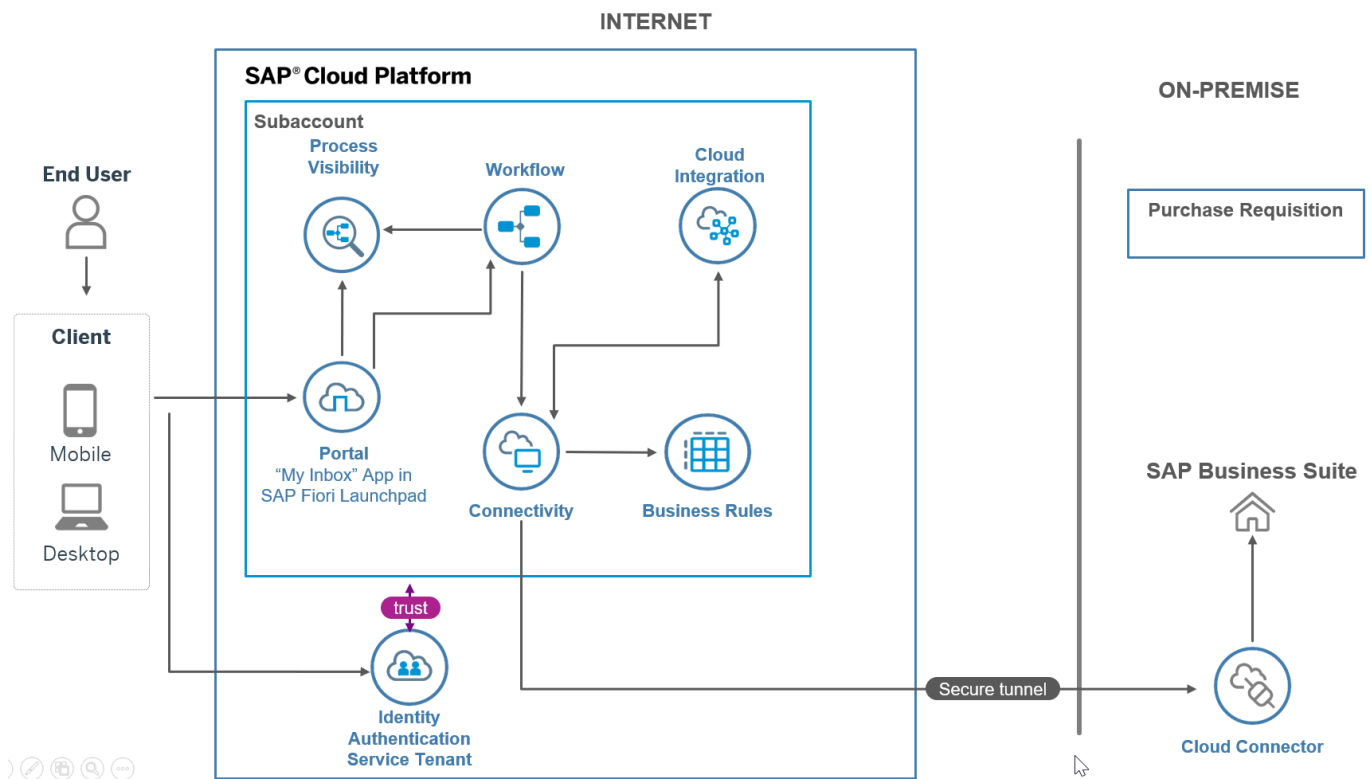 INTERNET
SAP® Cloud Platform
ON-PREMISE
Subaccount
Process
Visibility
Workflow
Cloud
Integration
End User
Purchase Requisition
Client
Mobile
Desktop
Portal
“My Inbox” App in
SAP Fiori Launchpad
Connectivity
Business Rules
SAP Business Suite
trust
Identity
Authentication
Service Tenant
Secure tunnel
Cloud Connector